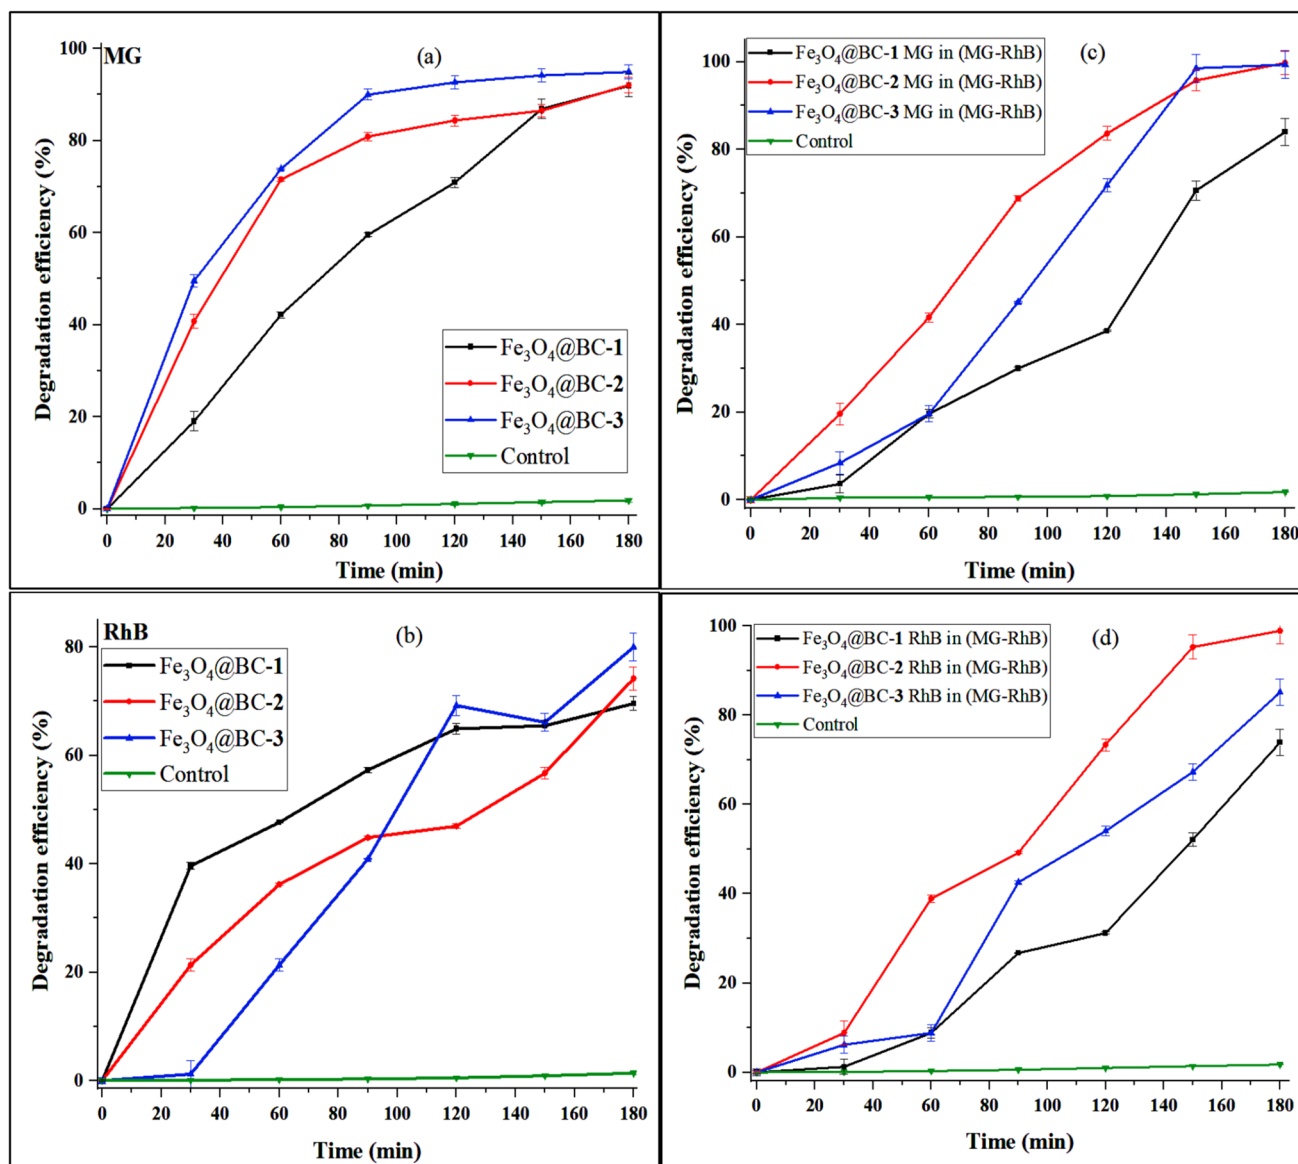 MG
(a)
100
80
60
40
20
0
Degradation efficiency (%)
Fe₃O₄@BC-1
Fe₃O₄@BC-2
Fe₃O₄@BC-3
Control
0 20 40 60 80 100 120 140 160 180
Time (min)
(c)
Fe₃O₄@BC-1 MG in (MG-RhB)
Fe₃O₄@BC-2 MG in (MG-RhB)
Fe₃O₄@BC-3 MG in (MG-RhB)
Control
100
80
60
40
20
0
Degradation efficiency (%)
0 20 40 60 80 100 120 140 160 180
Time (min)
RhB
(b)
Fe₃O₄@BC-1
Fe₃O₄@BC-2
Fe₃O₄@BC-3
Control
80
60
40
20
0
Degradation efficiency (%)
0 20 40 60 80 100 120 140 160 180
Time (min)
(d)
Fe₃O₄@BC-1 RhB in (MG-RhB)
Fe₃O₄@BC-2 RhB in (MG-RhB)
Fe₃O₄@BC-3 RhB in (MG-RhB)
Control
100
80
60
40
20
0
Degradation efficiency (%)
0 20 40 60 80 100 120 140 160 180
Time (min)